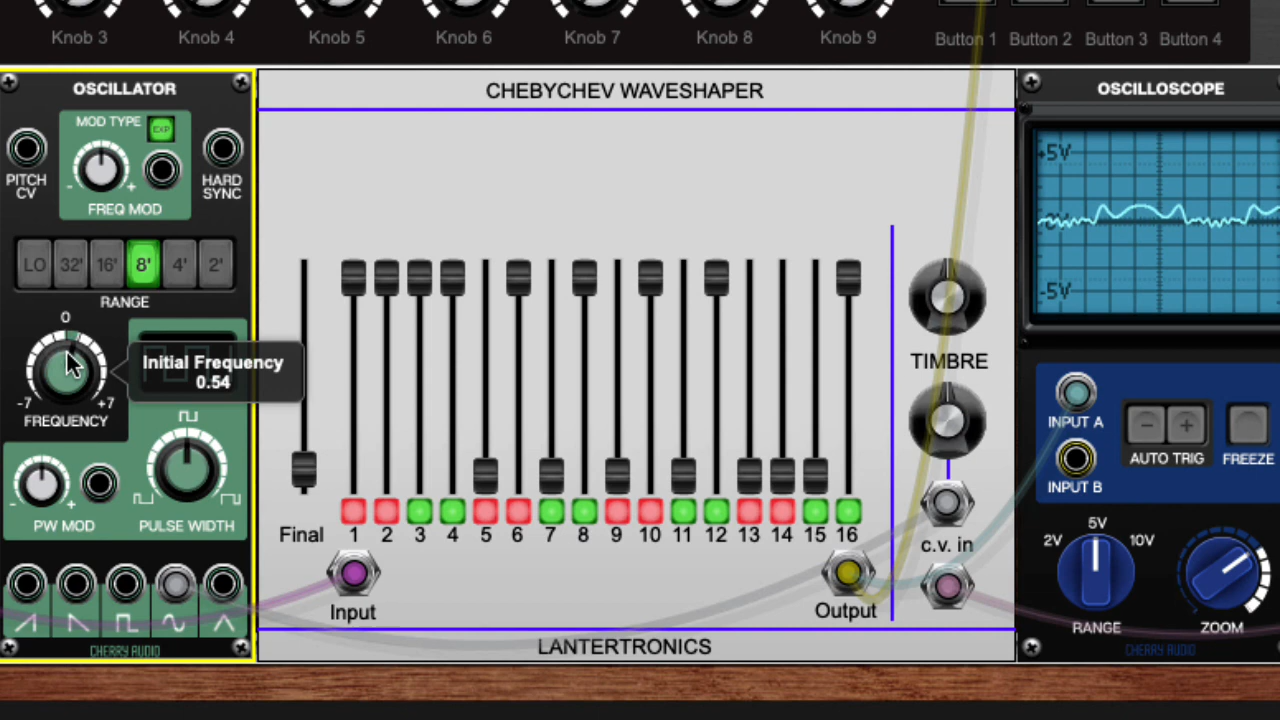 Knob 3 Knob 4 Knob 5 Knob 6 Knob 7 Knob 8 Knob 9 Button 1 Button 2 Button 3 Button 4
OSCILLATOR
MOD TYPE EXP
PITCH CV
- +
FREQ MOD
HARD SYNC
LO 32' 16' 8' 4' 2'
RANGE
0
-7 +7
FREQUENCY
Initial Frequency
0.54
- +
PW MOD PULSE WIDTH
CHERRY AUDIO
CHEBYCHEV WAVESHAPER
TIMBRE
Final 1 2 3 4 5 6 7 8 9 10 11 12 13 14 15 16
c.v. in
Input Output
LANTERTRONICS
OSCILLOSCOPE
+5V
0V
-5V
INPUT A
- +
AUTO TRIG FREEZE
INPUT B
2V 5V 10V
RANGE ZOOM
CHERRY AUDIO